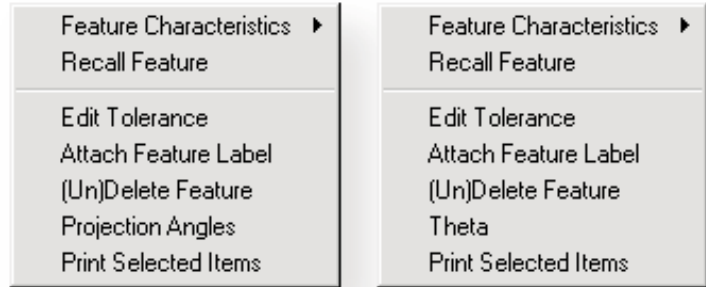 Feature Characteristics
Recall Feature
Edit Tolerance
Attach Feature Label
(Un)Delete Feature
Projection Angles
Print Selected Items
Feature Characteristics
Recall Feature
Edit Tolerance
Attach Feature Label
(Un)Delete Feature
Theta
Print Selected Items